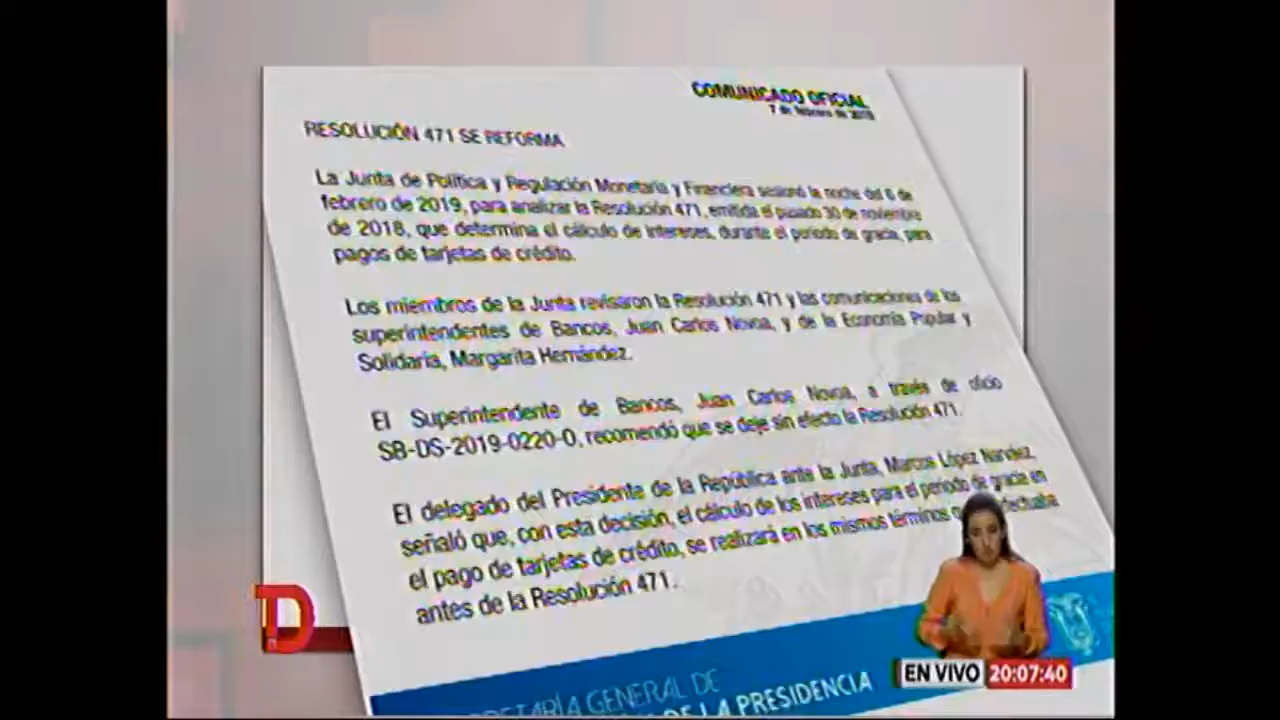 COMUNICADO OFICIAL
7 de febrero de 2019
RESOLUCIÓN 471 SE REFORMA
La Junta de Política y Regulación Monetaria y Financiera sesionó la noche del 6 de
febrero de 2019, para analizar la Resolución 471, emitida el pasado 30 de noviembre
de 2018, que determina el cálculo de intereses, durante el periodo de gracia, para
pagos de tarjetas de crédito.
Los miembros de la Junta revisaron la Resolución 471 y las comunicaciones de los
superintendentes de Bancos, Juan Carlos Novoa, y de la Economía Popular y
Solidaria, Margarita Hernández.
El Superintendente de Bancos, Juan Carlos Novoa, a través de oficio
SB-DS-2019-0220-O, recomendó que se deje sin efecto la Resolución 471.
El delegado del Presidente de la República ante la Junta, Marcos López Narváez,
señaló que, con esta decisión, el cálculo de los intereses para el periodo de gracia en
el pago de tarjetas de crédito, se realizará en los mismos términos
antes de la Resolución 471.
GENERAL DE
DE LA PRESIDENCIA
D
EN VIVO 20:07:40